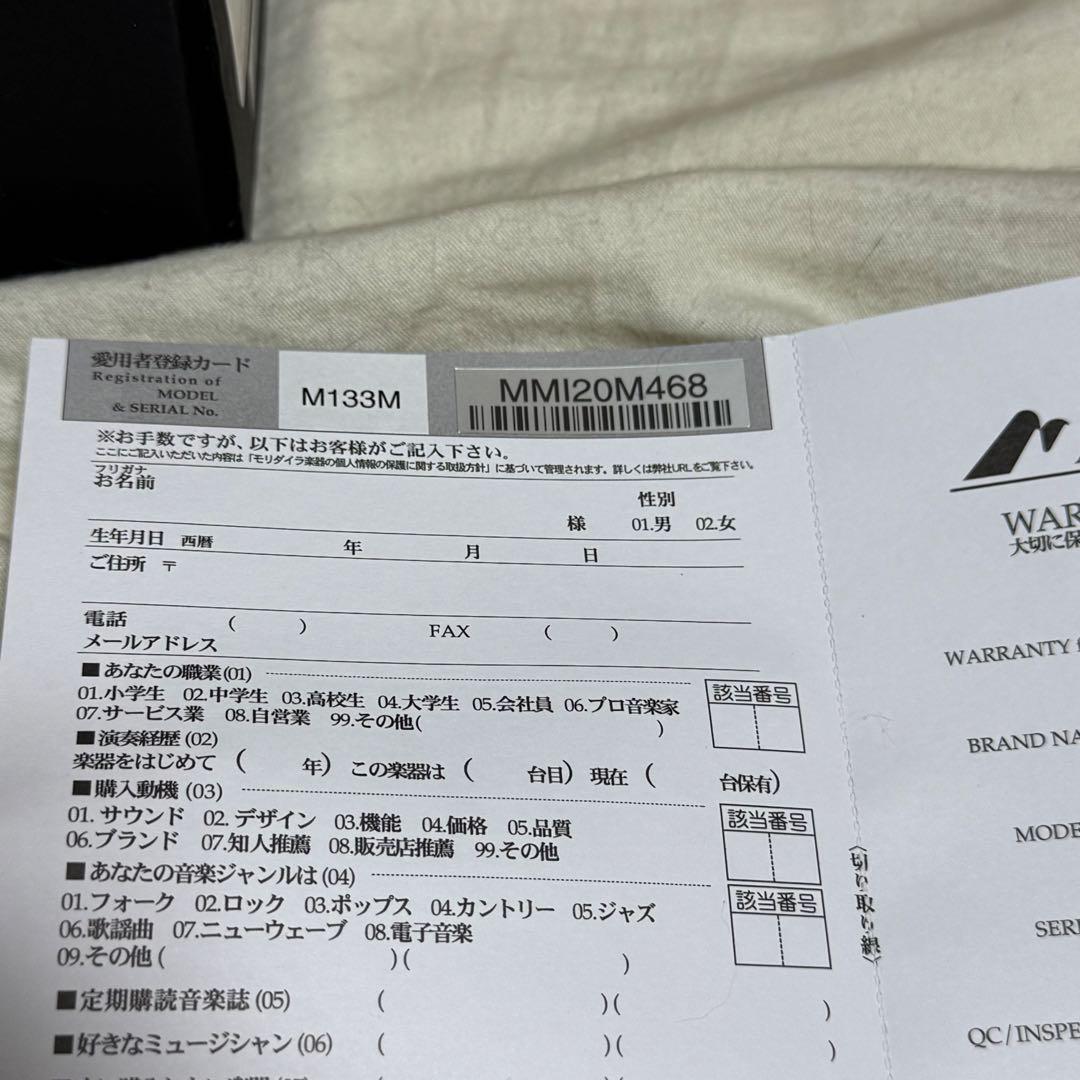 愛用者登録カード
Registration of
MODEL
& SERIAL No.
M133M
MMI20M468
※お手数ですが、以下はお客様がご記入下さい。
ここにご記入いただいた内容は「モリダイラ楽器の個人情報の保護に関する取扱方針」に基づいて管理されます。詳しくは弊社URLをご覧下さい。
フリガナ
お名前
性別
様 01.男 02.女
生年月日 西暦 年 月 日
ご住所 〒
電話 ( ) FAX ( )
メールアドレス
■あなたの職業(01)
01.小学生 02.中学生 03.高校生 04.大学生 05.会社員 06.プロ音楽家
07.サービス業 08.自営業 99.その他( )
該当番号
■演奏経歴(02)
楽器をはじめて ( 年) この楽器は ( 台目) 現在 ( 台保有)
■購入動機(03)
01.サウンド 02.デザイン 03.機能 04.価格 05.品質
06.ブランド 07.知人推薦 08.販売店推薦 99.その他
該当番号
■あなたの音楽ジャンルは(04)
01.フォーク 02.ロック 03.ポップス 04.カントリー 05.ジャズ
06.歌謡曲 07.ニューウェーブ 08.電子音楽
09.その他( )( )
該当番号
■定期購読音楽誌(05) ( )( )
■好きなミュージシャン(06) ( )( )
〈切り取り線〉
WAR
大切に保
WARRANTY
BRAND NA
MODE
SERI
QC/INSPE